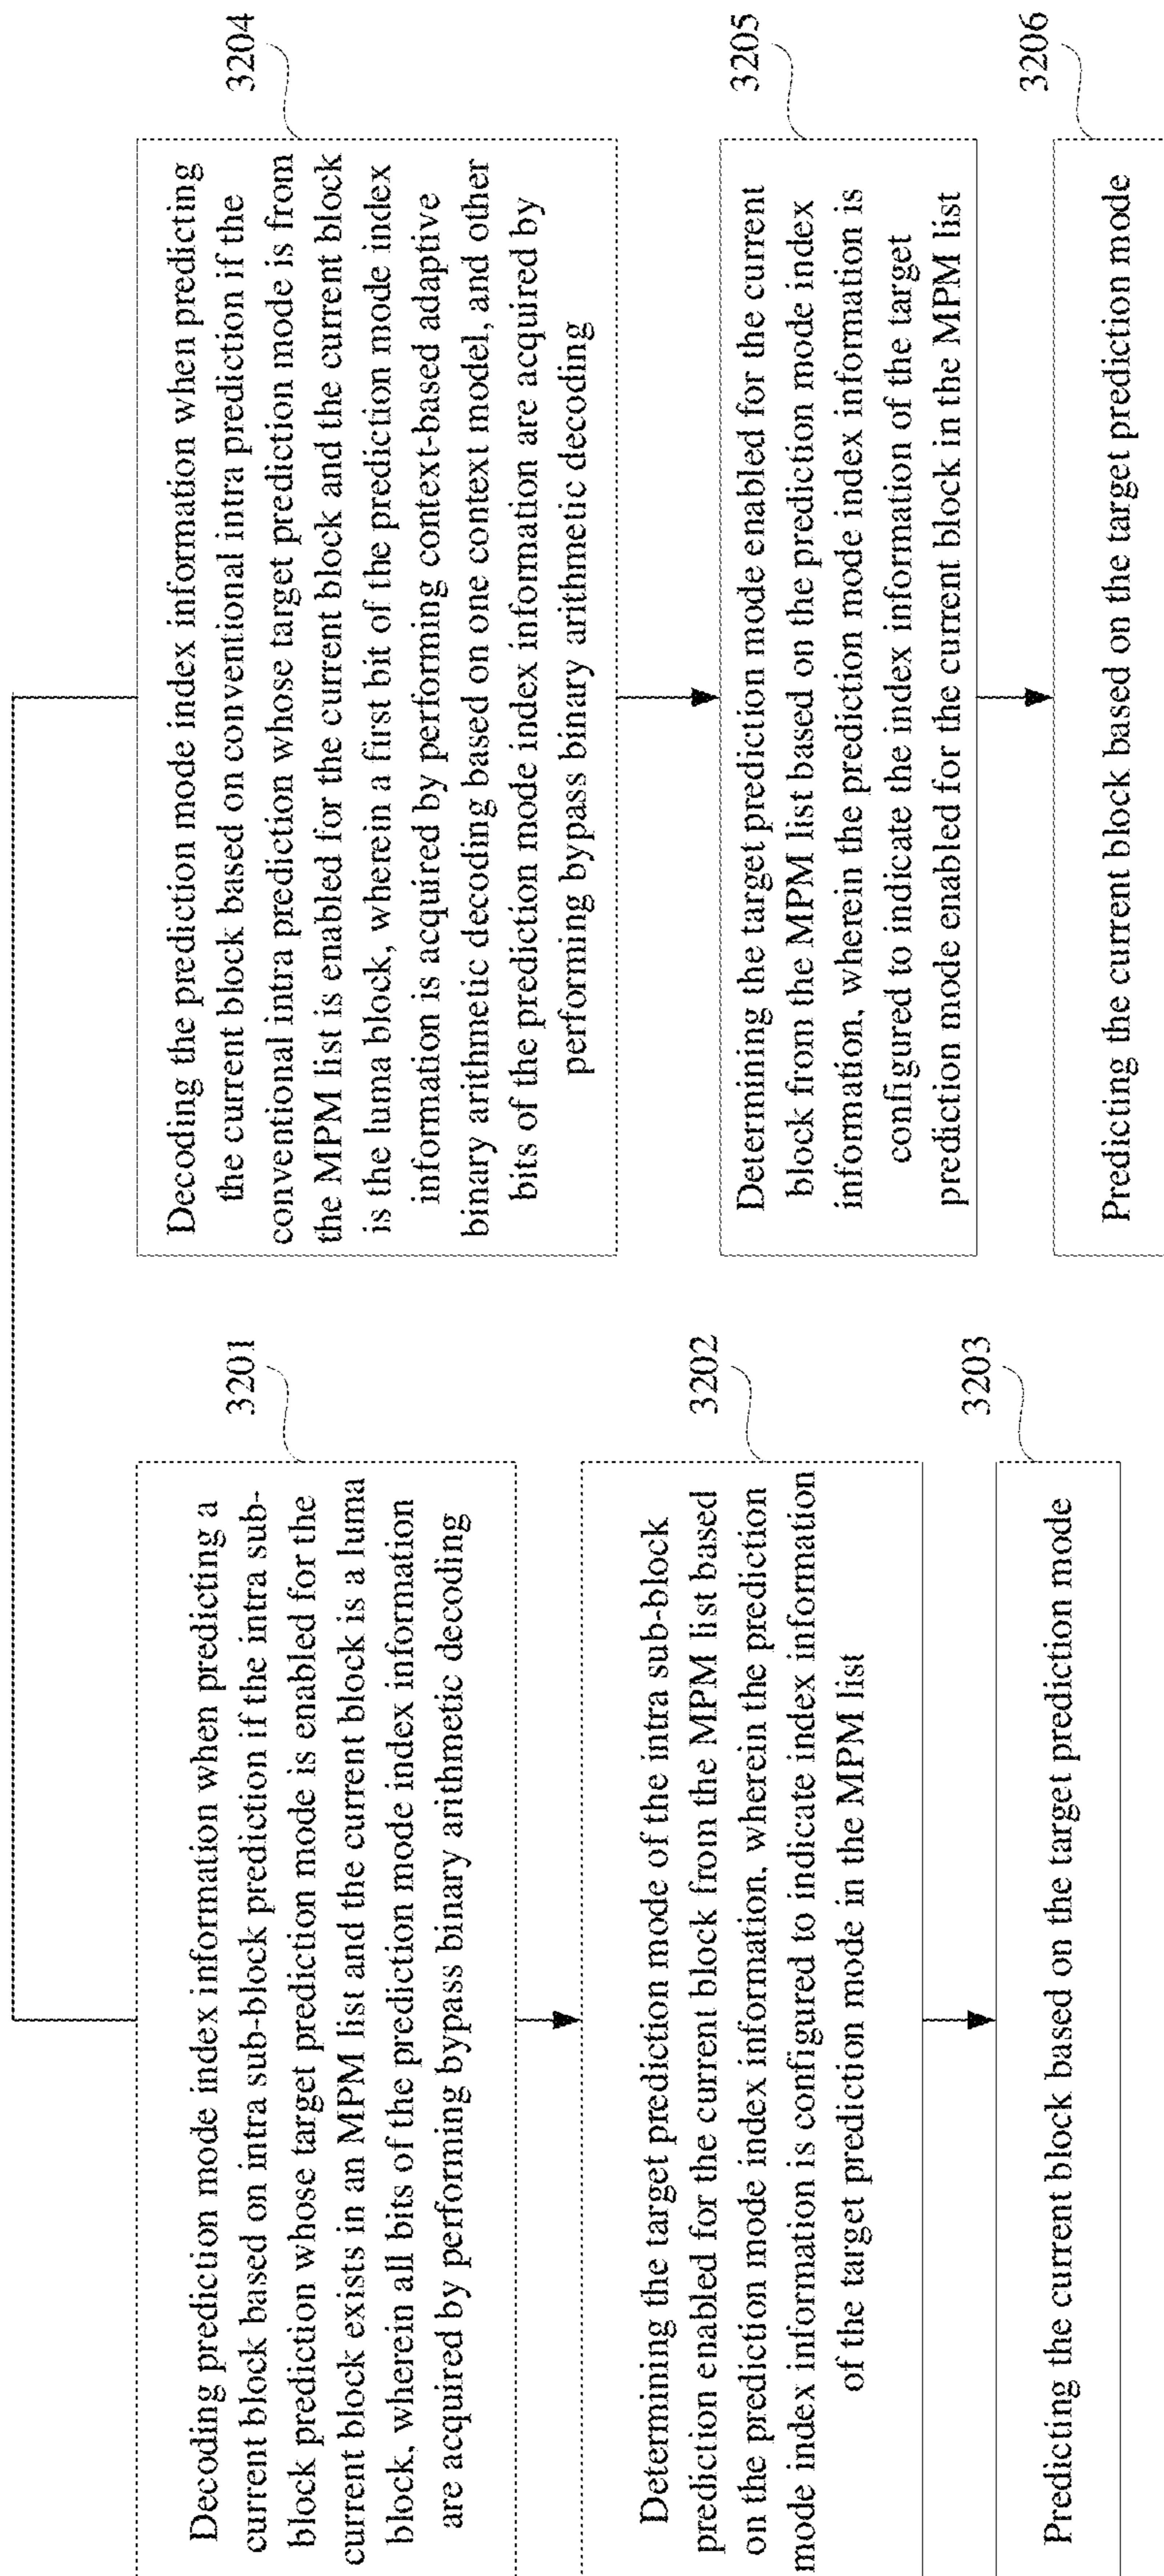 3201
Decoding prediction mode index information when predicting a
current block based on intra sub-block prediction if the intra sub-
block prediction whose target prediction mode is enabled for the
current block exists in an MPM list and the current block is a luma
block, wherein all bits of the prediction mode index information
are acquired by performing bypass binary arithmetic decoding
3202
Determining the target prediction mode of the intra sub-block
prediction enabled for the current block from the MPM list based
on the prediction mode index information, wherein the prediction
mode index information is configured to indicate index information
of the target prediction mode in the MPM list
3203
Predicting the current block based on the target prediction mode
3204
Decoding the prediction mode index information when predicting
the current block based on conventional intra prediction if the
conventional intra prediction whose target prediction mode is from
the MPM list is enabled for the current block and the current block
is the luma block, wherein a first bit of the prediction mode index
information is acquired by performing context-based adaptive
binary arithmetic decoding based on one context model, and other
bits of the prediction mode index information are acquired by
performing bypass binary arithmetic decoding
3205
Determining the target prediction mode enabled for the current
block from the MPM list based on the prediction mode index
information, wherein the prediction mode index information is
configured to indicate the index information of the target
prediction mode enabled for the current block in the MPM list
3206
Predicting the current block based on the target prediction mode